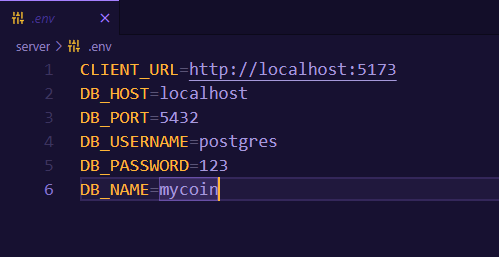 .env
server > .env
1 CLIENT_URL=http://localhost:5173
2 DB_HOST=localhost
3 DB_PORT=5432
4 DB_USERNAME=postgres
5 DB_PASSWORD=123
6 DB_NAME=mycoin